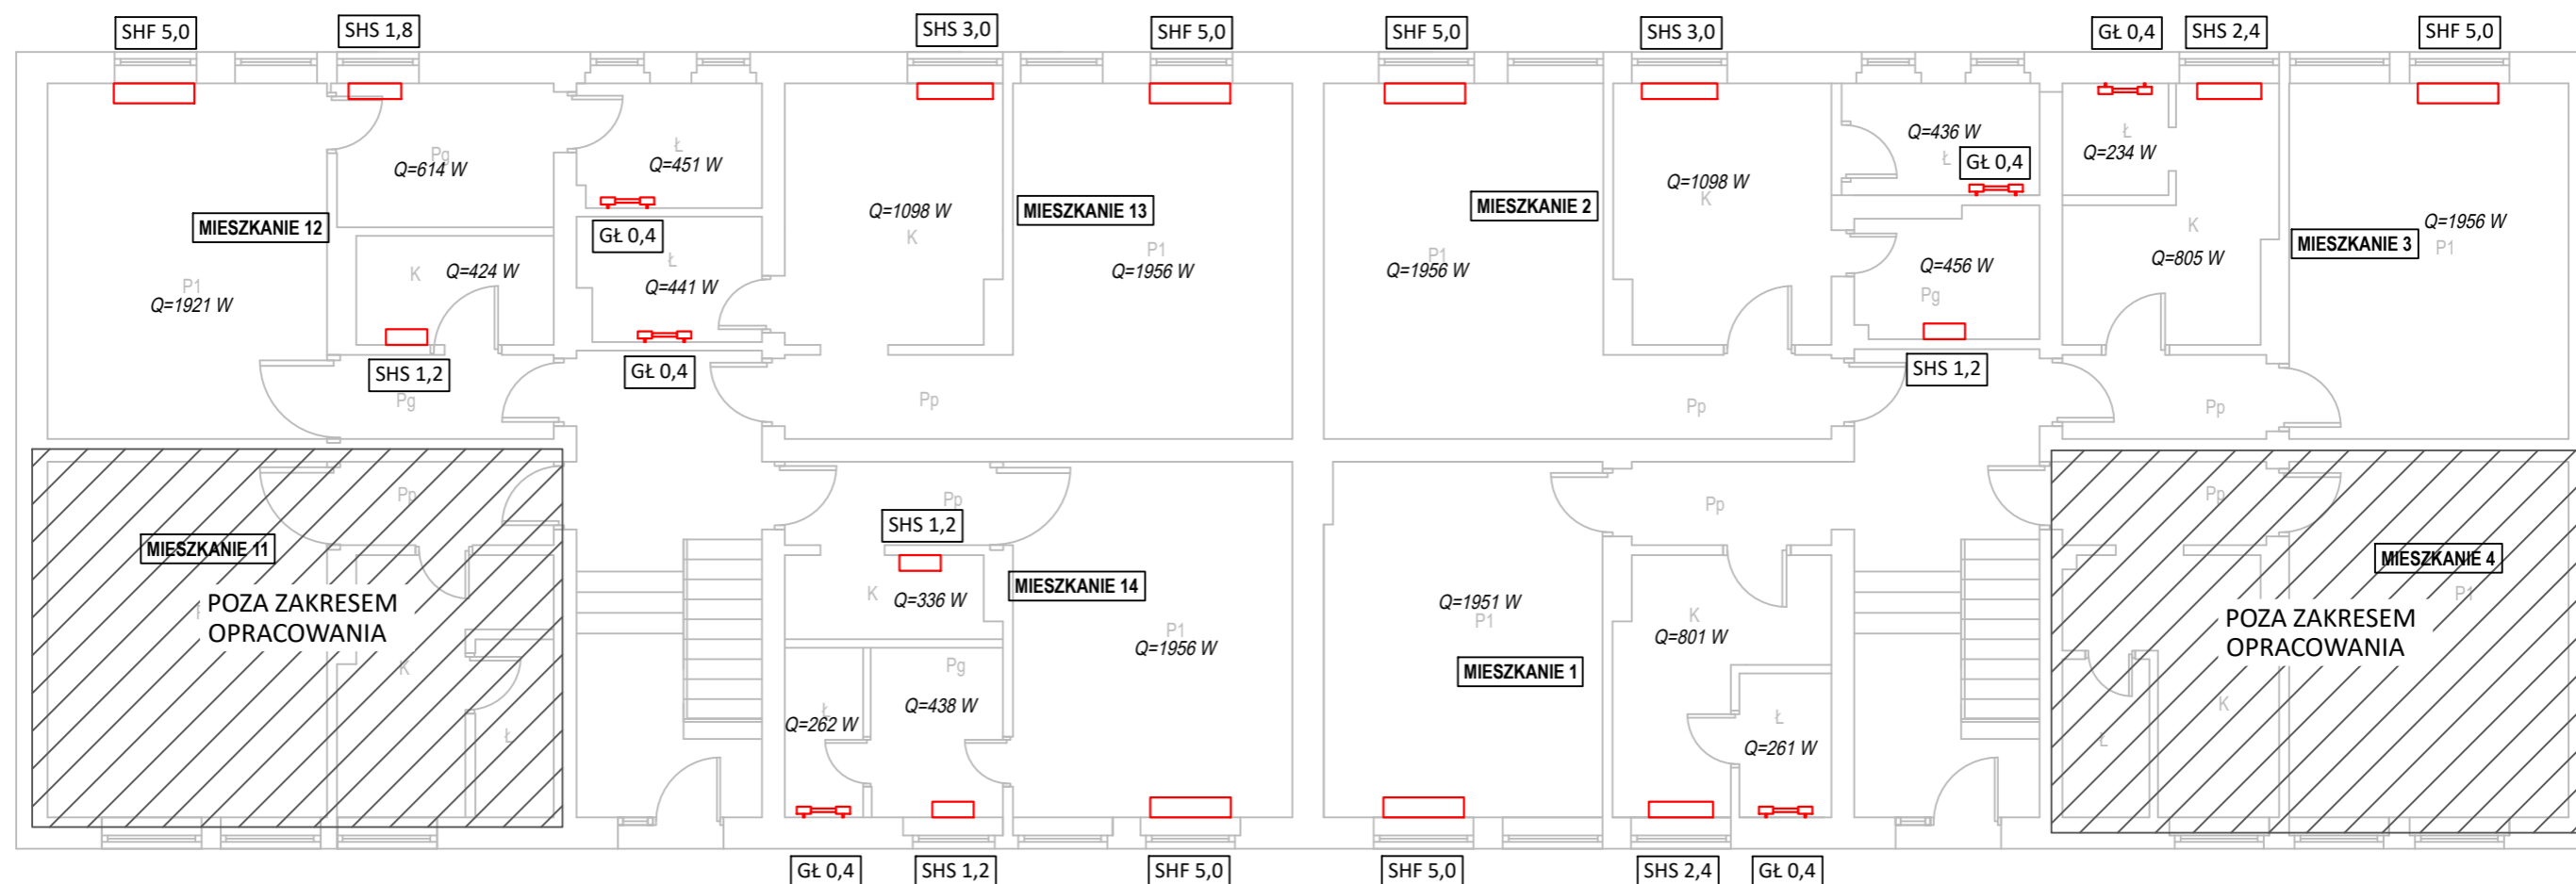 SHF 5,0
SHS 1,8
SHS 3,0
SHF 5,0
SHF 5,0
SHS 3,0
GŁ 0,4
SHS 2,4
SHF 5,0
Pg
Q=614 W
Ł
Q=451 W
Q=436 W
Ł
GŁ 0,4
Ł
Q=234 W
MIESZKANIE 12
GŁ 0,4
Q=1098 W
K
MIESZKANIE 13
MIESZKANIE 2
Q=1098 W
K
K
Q=805 W
MIESZKANIE 3
Q=1956 W
P1
P1
Q=1921 W
K
Q=424 W
Ł
Q=441 W
P1
Q=1956 W
P1
Q=1956 W
Q=456 W
Pg
SHS 1,2
GŁ 0,4
SHS 1,2
Pg
Pp
Pp
Pp
Pp
MIESZKANIE 11
POZA ZAKRESEM
OPRACOWANIA
K
Ł
Pp
SHS 1,2
K
Q=336 W
MIESZKANIE 14
P1
Q=1956 W
Pg
Q=438 W
Ł
Q=262 W
Pp
Q=1951 W
P1
MIESZKANIE 1
K
Q=801 W
Ł
Q=261 W
Pp
MIESZKANIE 4
P1
POZA ZAKRESEM
OPRACOWANIA
K
Ł
GŁ 0,4
SHS 1,2
SHF 5,0
SHF 5,0
SHS 2,4
GŁ 0,4